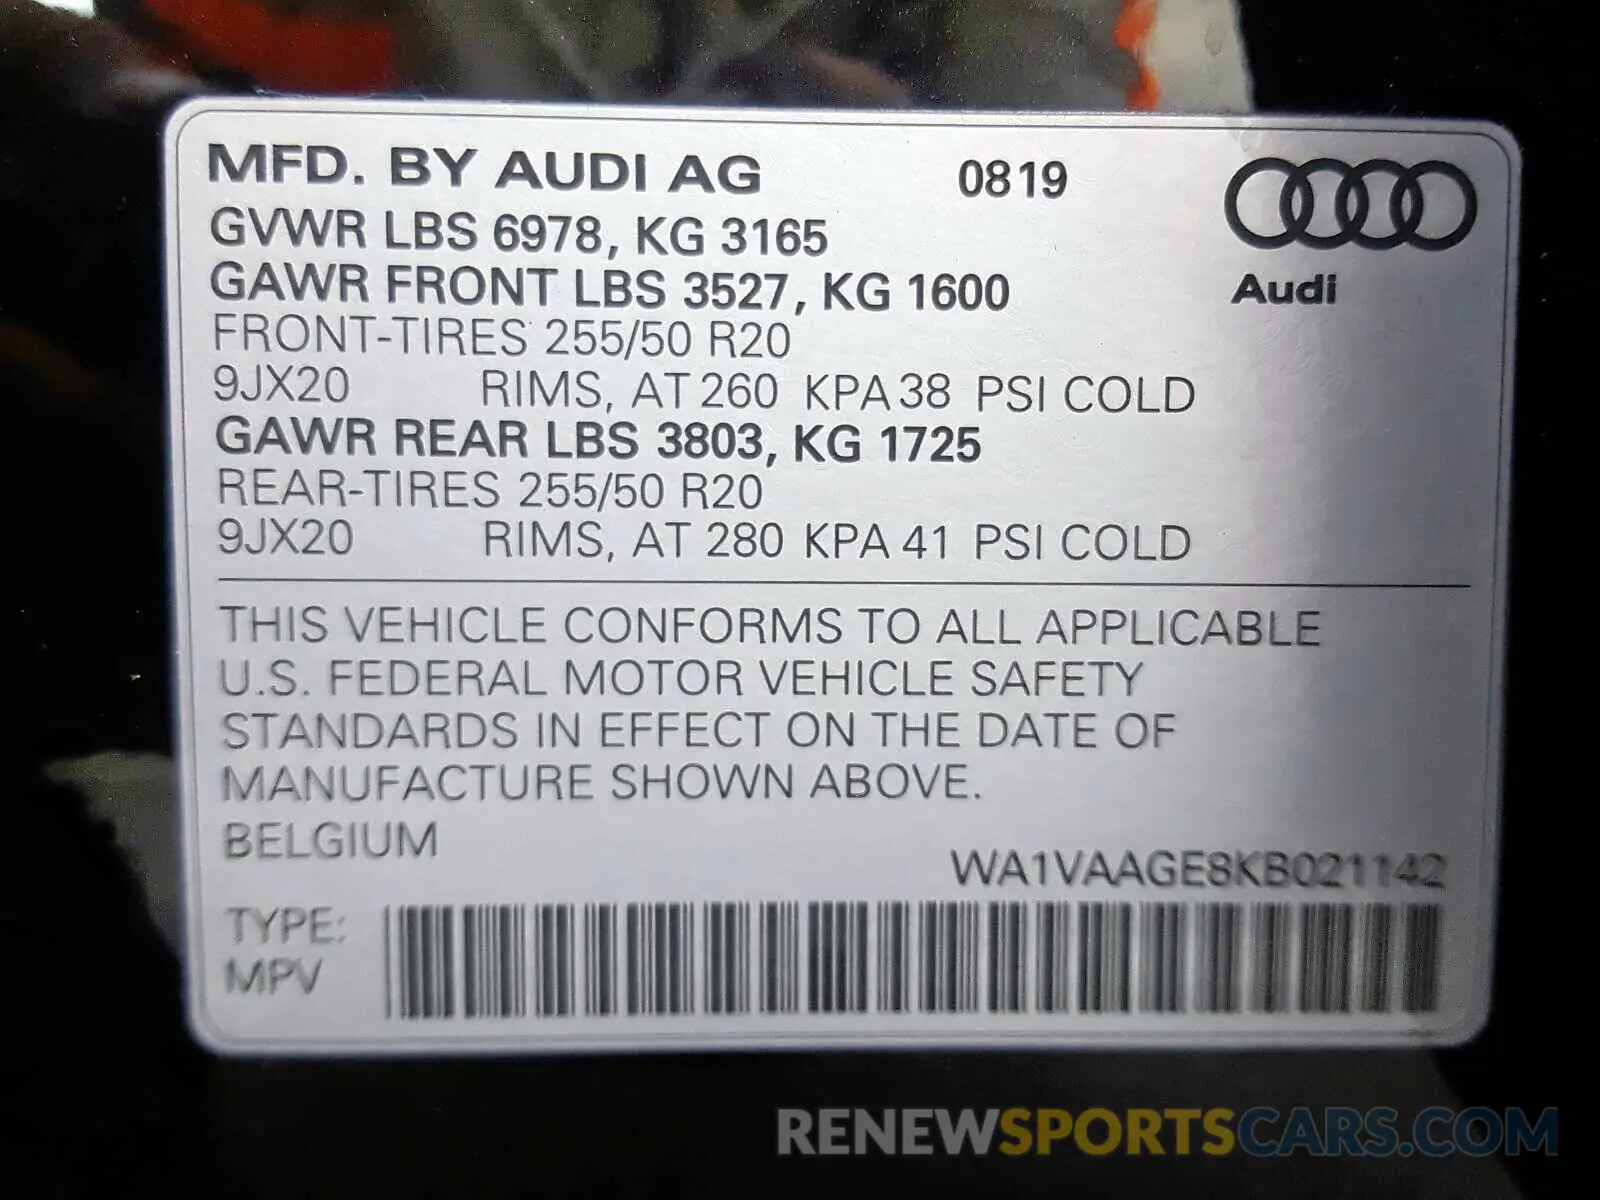 MFD. BY AUDI AG 0819
GVWR LBS 6978, KG 3165
GAWR FRONT LBS 3527, KG 1600
Audi
FRONT-TIRES 255/50 R20
9JX20 RIMS, AT 260 KPA 38 PSI COLD
GAWR REAR LBS 3803, KG 1725
REAR-TIRES 255/50 R20
9JX20 RIMS, AT 280 KPA 41 PSI COLD
THIS VEHICLE CONFORMS TO ALL APPLICABLE
U.S. FEDERAL MOTOR VEHICLE SAFETY
STANDARDS IN EFFECT ON THE DATE OF
MANUFACTURE SHOWN ABOVE.
BELGIUM
WA1VAAGE8KB021142
TYPE:
MPV
RENEWSPORTSCARS.COM